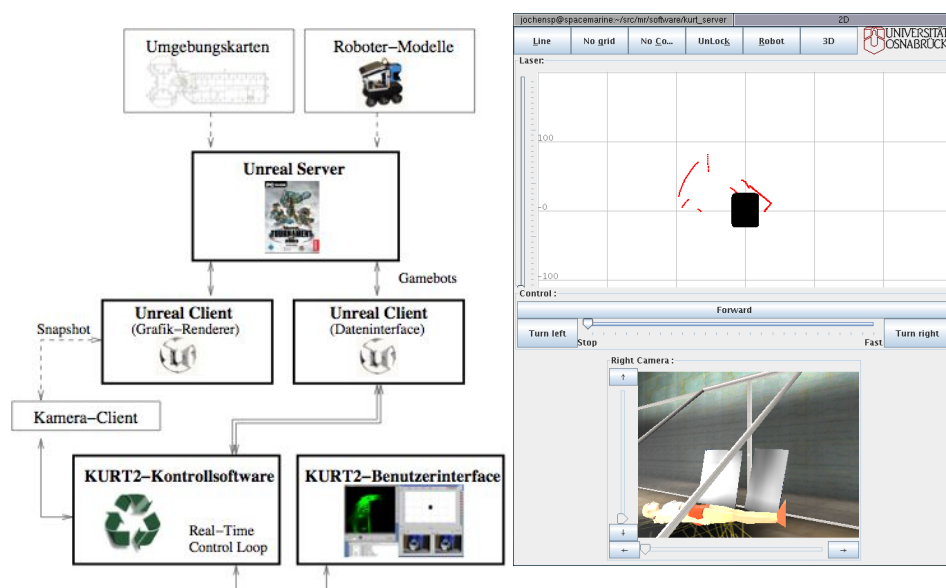 Umgebungskarten
Roboter-Modelle
Unreal Server
TOURNAMENT
Gamebots
Unreal Client
(Grafik-Renderer)
Unreal Client
(Dateninterface)
Snapshot
Kamera-Client
KURT2-Kontrollsoftware
Real-Time
Control Loop
KURT2-Benutzerinterface
jochensp@spacemarine:~/src/mr/software/kurt_server
2D
Line
No grid
No Co...
UnLock
Robot
3D
UNIVERSITÄT
OSNABRÜCK
Laser:
100
-0
-100
Control :
Forward
Turn left
Stop
Fast
Turn right
Right Camera :